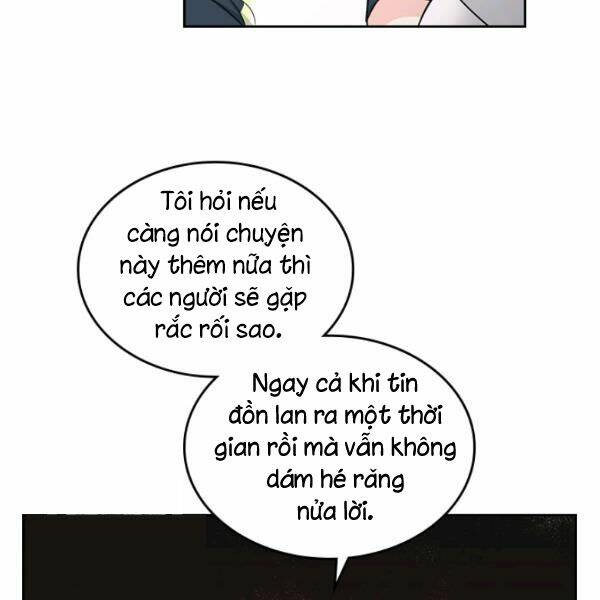 Tôi hỏi nếu
càng nói chuyện
này thêm nữa thì
các người sẽ gặp
rắc rối sao.
Ngay cả khi tin
đồn lan ra một thời
gian rồi mà vẫn không
dám hé răng
nửa lời.